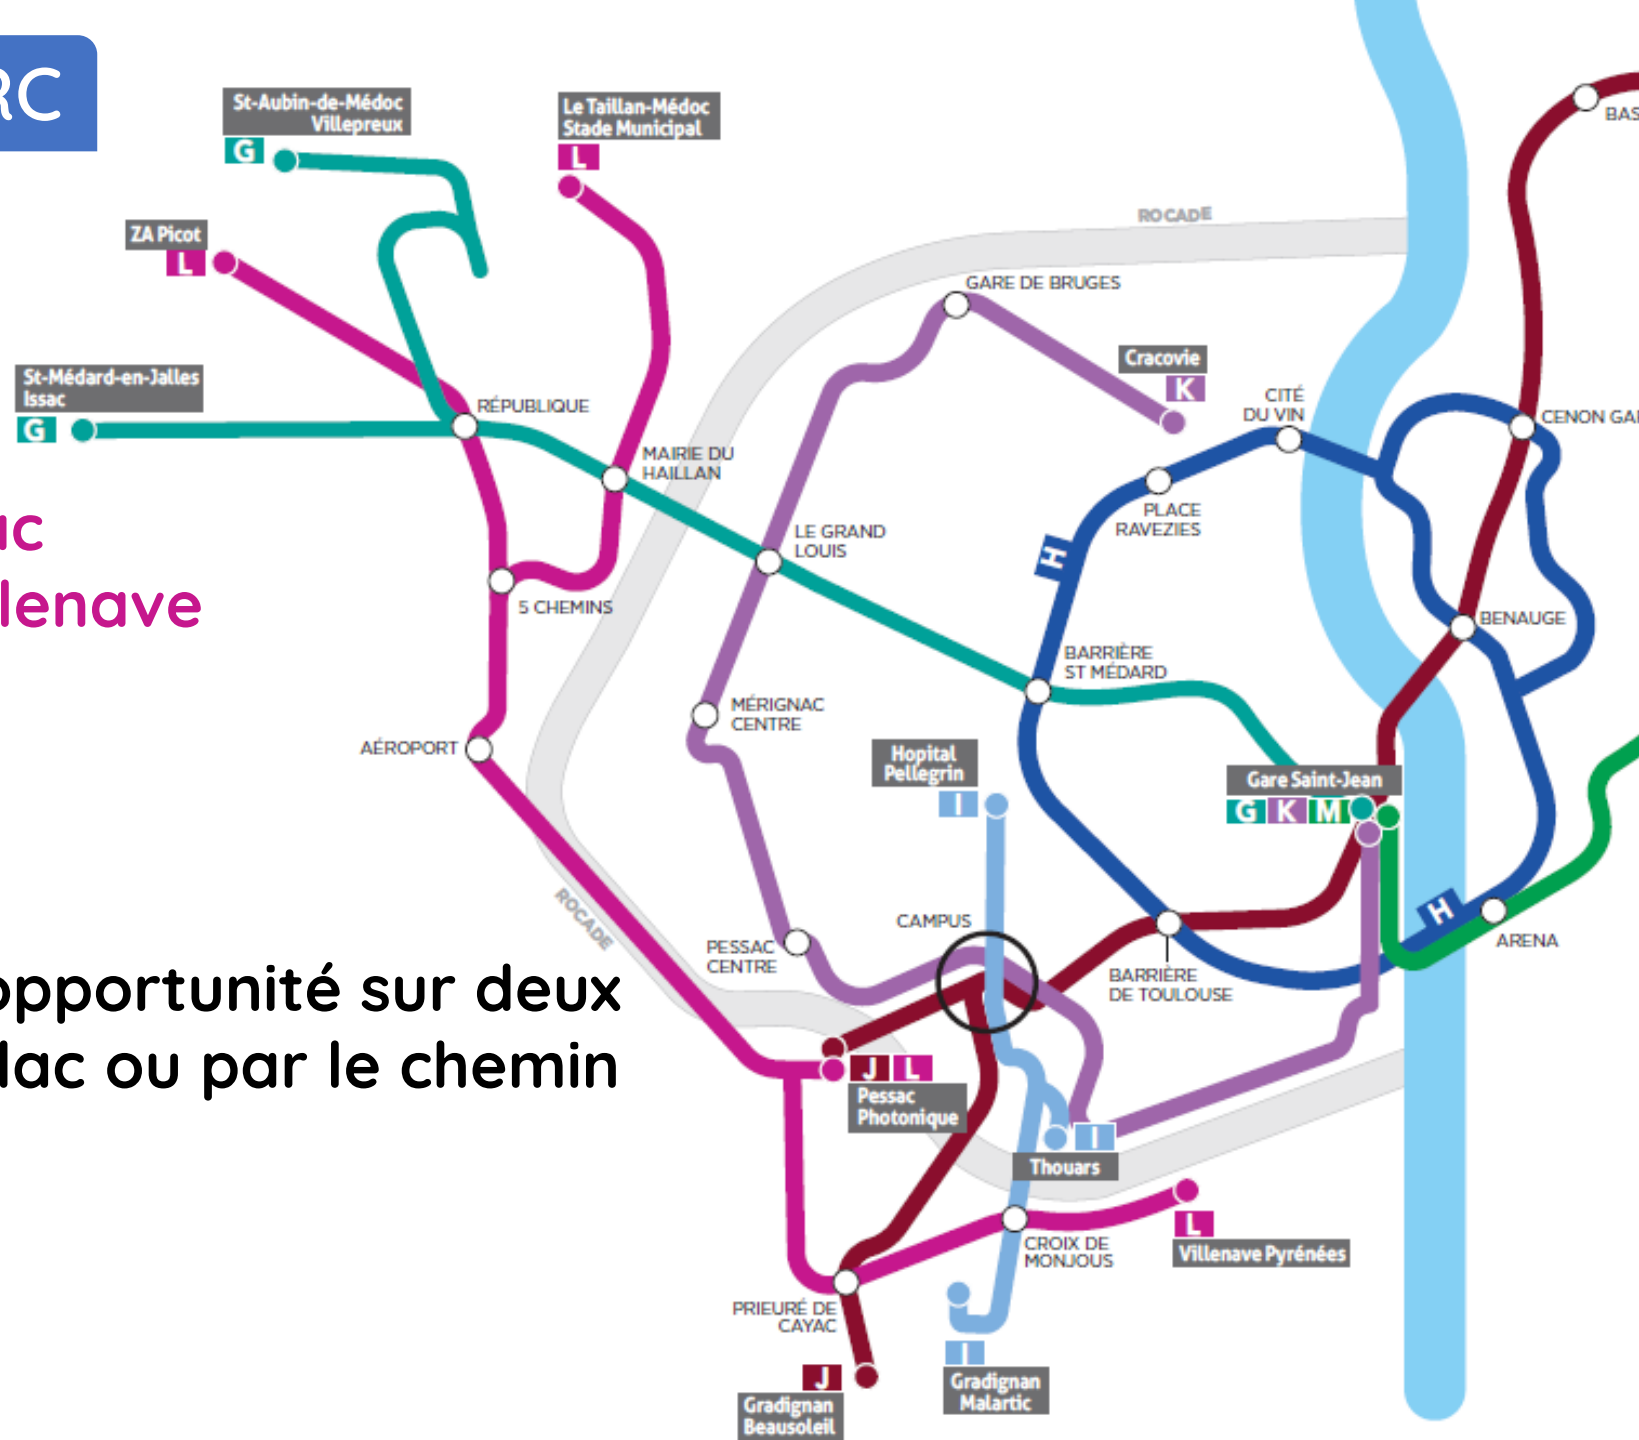 RC
St-Aubin-de-Médoc
Villepreux
G
Le Taillan-Médoc
Stade Municipal
L
BAS
ROCADE
ZA Picot
L
GARE DE BRUGES
Cracovie
K
St-Médard-en-Jalles
Issac
G
RÉPUBLIQUE
CITÉ
DU VIN
CENON GA
MAIRIE DU
HAILLAN
PLACE
RAVEZIES
LE GRAND
LOUIS
H
ac
lenave
5 CHEMINS
BENAUGE
BARRIÈRE
ST MÉDARD
MÉRIGNAC
CENTRE
AÉROPORT
Hopital
Pellegrin
I
Gare Saint-Jean
G K M
ROCADE
CAMPUS
H
ARENA
PESSAC
CENTRE
BARRIÈRE
DE TOULOUSE
opportunité sur deux
lac ou par le chemin
J L
Pessac
Photonique
I
Thouars
L
Villenave Pyrénées
CROIX DE
MONJOUS
PRIEURÉ DE
CAYAC
I
Gradignan
Malartic
J
Gradignan
Beausoleil